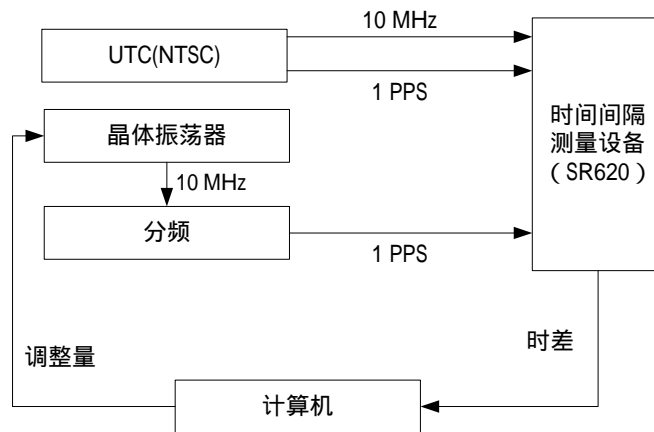 10 MHz
UTC(NTSC)
1 PPS
晶体振荡器
时间间隔
测量设备
（SR620）
10 MHz
分频
1 PPS
时差
调整量
计算机